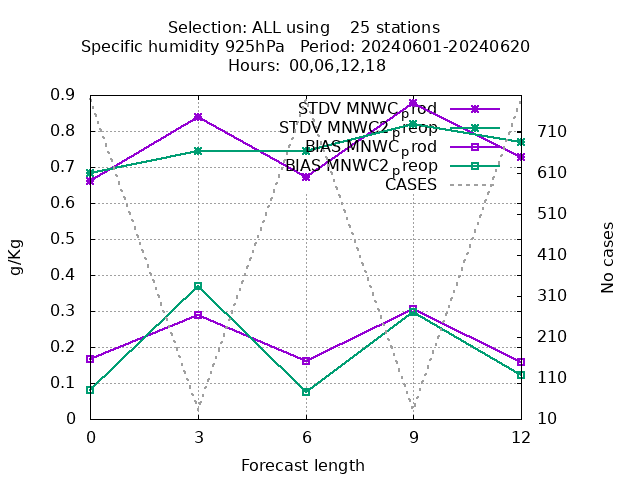 Selection: ALL using    25 stations
Specific humidity 925hPa   Period: 20240601-20240620
Hours: 00,06,12,18
0.9
0.8
0.7
0.6
0.5
0.4
0.3
0.2
0.1
0
g/Kg
STDV MNWC_prod
STDV MNWC2_preop
BIAS MNWC_prod
BIAS MNWC2_preop
CASES
710
610
510
410
310
210
110
10
No cases
0 3 6 9 12
Forecast length